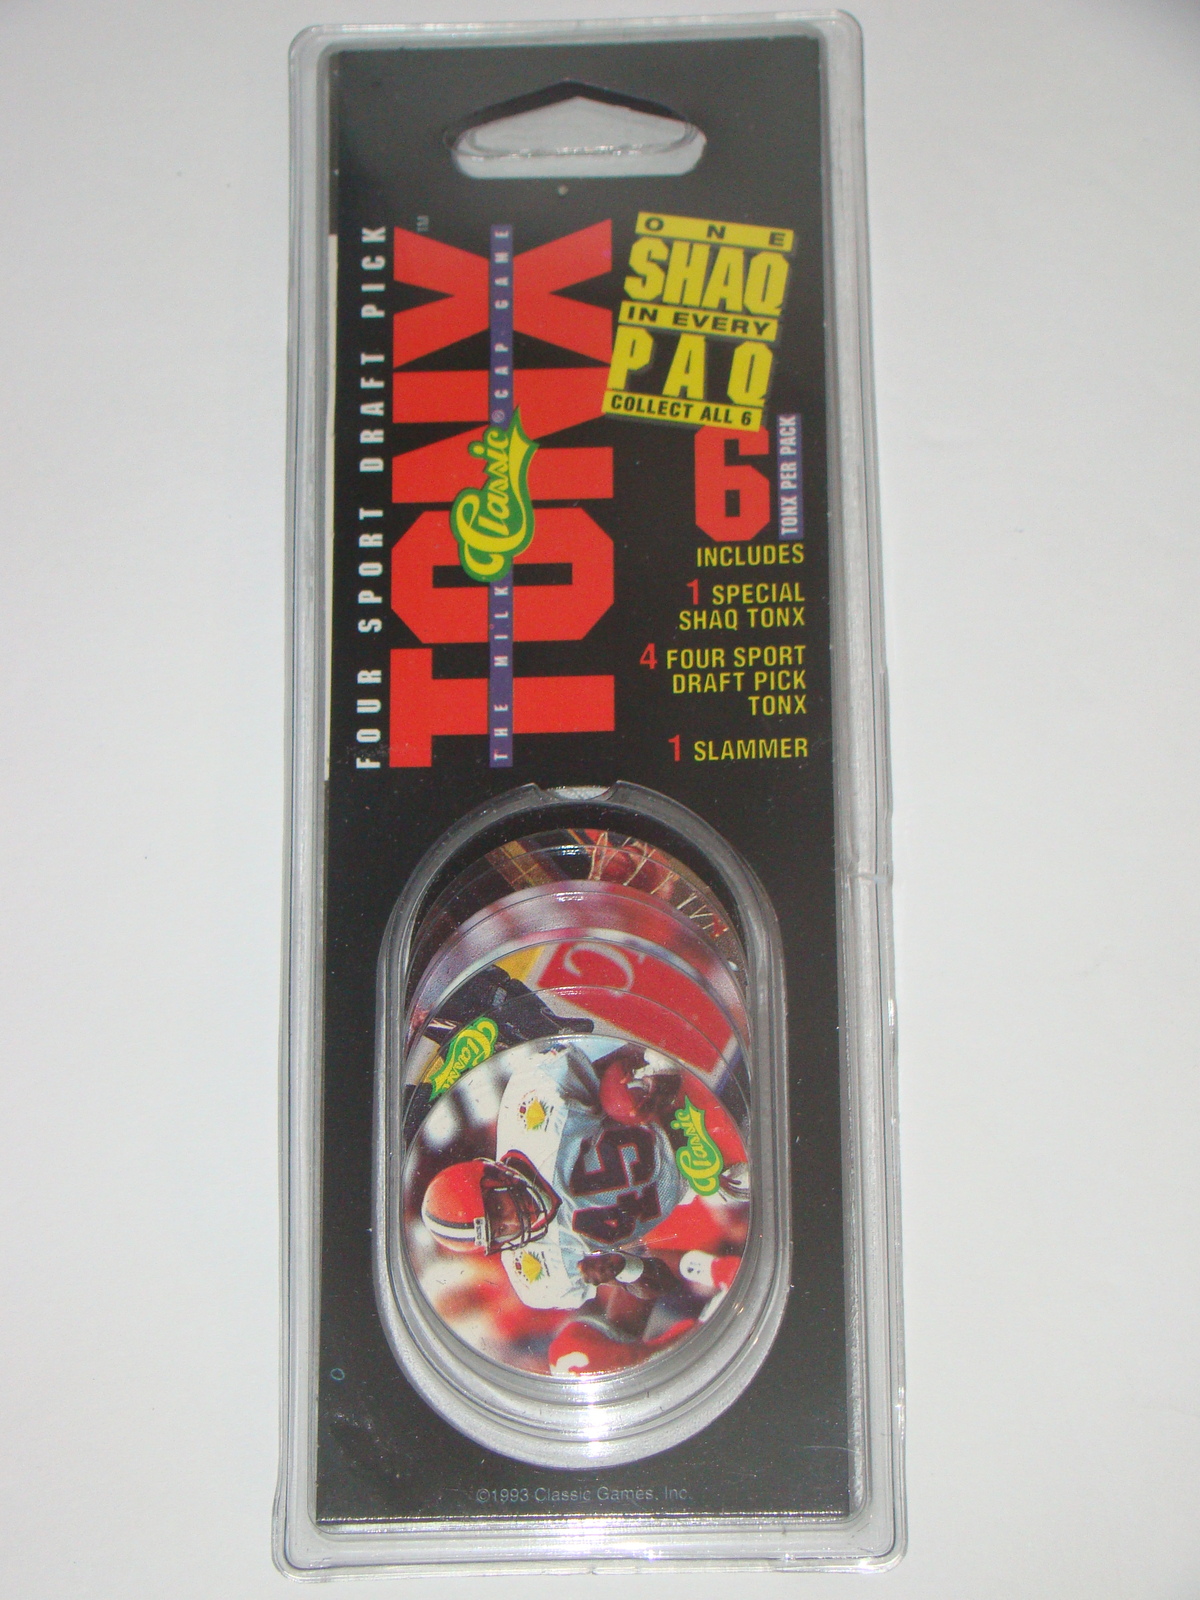 FOUR SPORT DRAFT PICK
TONX™
THE MILK CAP GAME
Classic®
ONE
SHAQ
IN EVERY
PAQ
COLLECT ALL 6
6
TONX PER PACK
INCLUDES
1 SPECIAL
SHAQ TONX
4 FOUR SPORT
DRAFT PICK
TONX
1 SLAMMER
C
Classic
Classic
45
©1993 Classic Games, Inc.